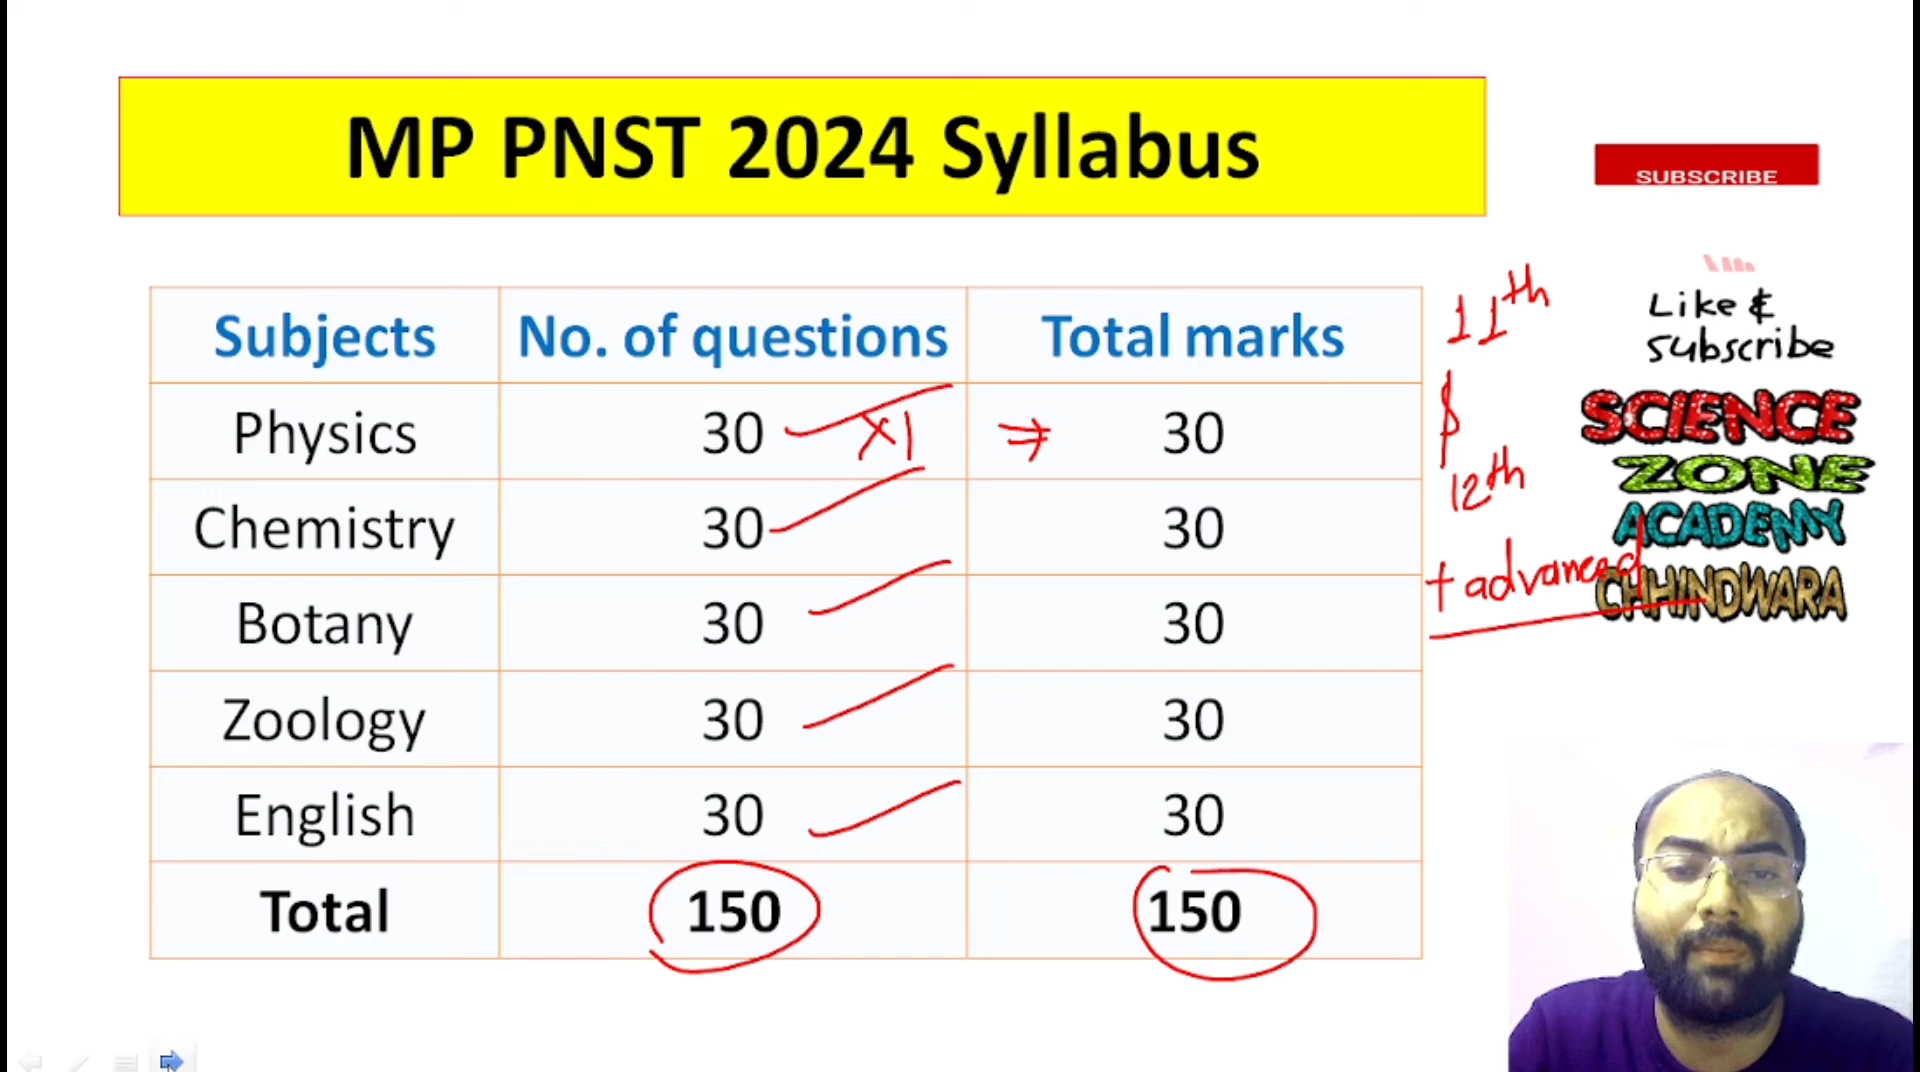 MP PNST 2024 Syllabus
SUBSCRIBE
Like &
Subscribe
SCIENCE
ZONE
ACADEMY
CHHINDWARA
Subjects No. of questions Total marks
Physics 30 X1 ⇒ 30
Chemistry 30 30
Botany 30 30
Zoology 30 30
English 30 30
Total 150 150
11th
&
12th
+ advanced